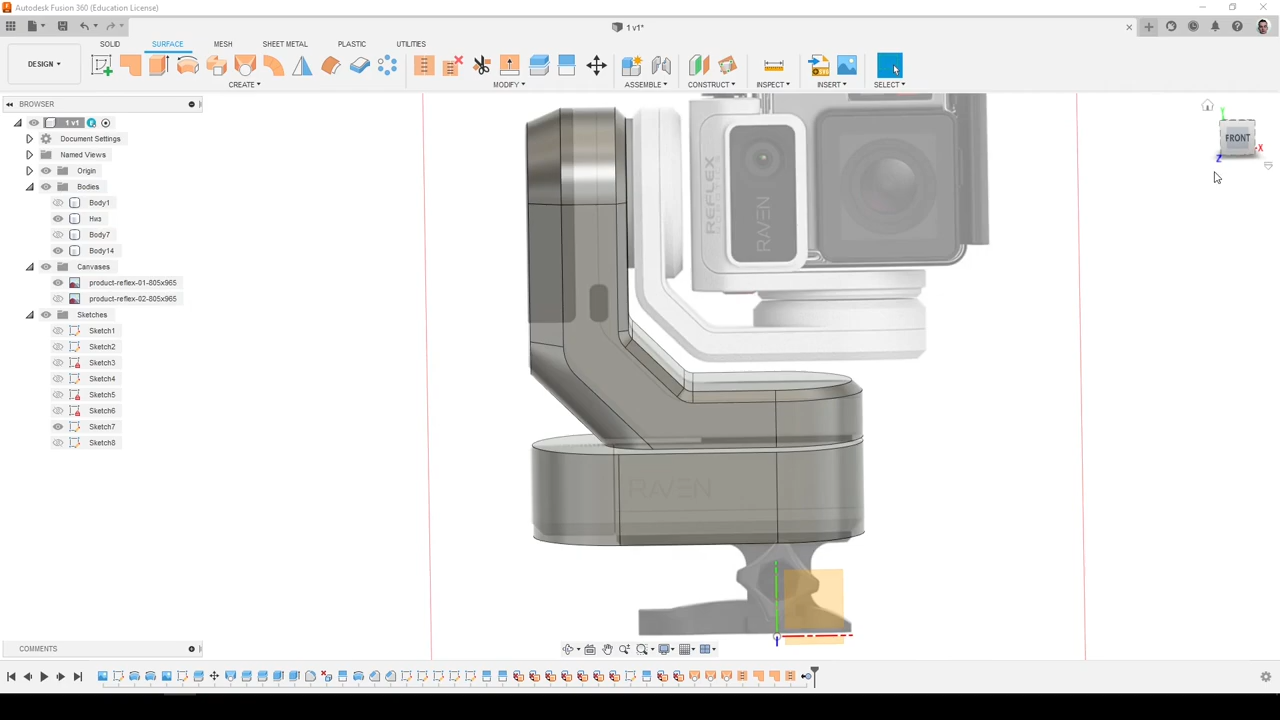 Autodesk Fusion 360 (Education License)
1 v1*
DESIGN
SOLID SURFACE MESH SHEET METAL PLASTIC UTILITIES
CREATE MODIFY ASSEMBLE CONSTRUCT INSPECT INSERT SELECT
BROWSER
1 v1
Document Settings
Named Views
Origin
Bodies
Body1
Низ
Body7
Body14
Canvases
product-reflex-01-805x965
product-reflex-02-805x965
Sketches
Sketch1
Sketch2
Sketch3
Sketch4
Sketch5
Sketch6
Sketch7
Sketch8
REFLEX
RAVEN
RAVEN
Y
FRONT
X
Z
COMMENTS